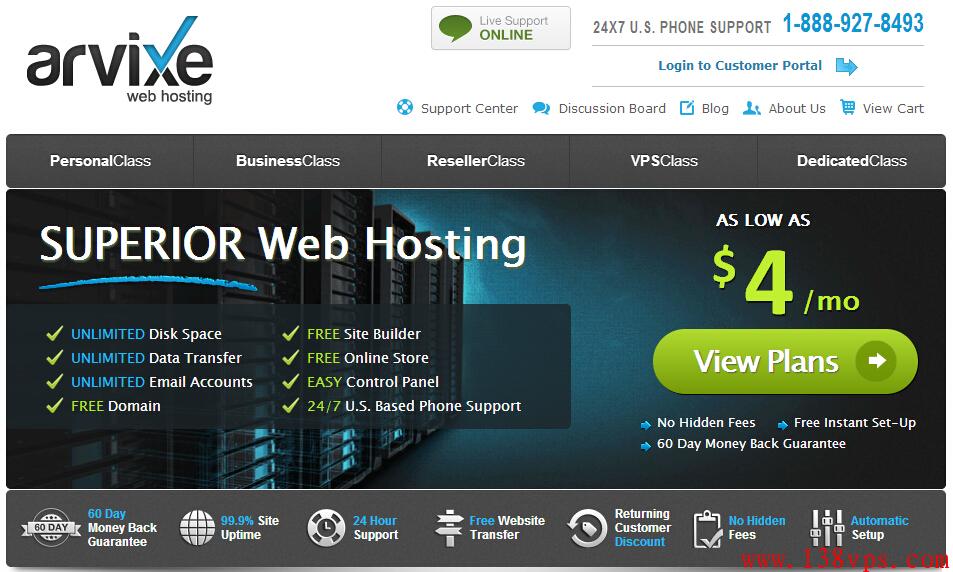 arvixe
web hosting
Live Support
ONLINE
24X7 U.S. PHONE SUPPORT 1-888-927-8493
Login to Customer Portal
Support Center Discussion Board Blog About Us View Cart
PersonalClass BusinessClass ResellerClass VPSClass DedicatedClass
SUPERIOR Web Hosting
UNLIMITED Disk Space
UNLIMITED Data Transfer
UNLIMITED Email Accounts
FREE Domain
FREE Site Builder
FREE Online Store
EASY Control Panel
24/7 U.S. Based Phone Support
AS LOW AS
$4/mo
View Plans
No Hidden Fees Free Instant Set-Up
60 Day Money Back Guarantee
60 DAY
60 Day
Money Back
Guarantee
99.9% Site
Uptime
24 Hour
Support
Free Website
Transfer
Returning
Customer
Discount
No Hidden
Fees
Automatic
Setup
www.138vps.com